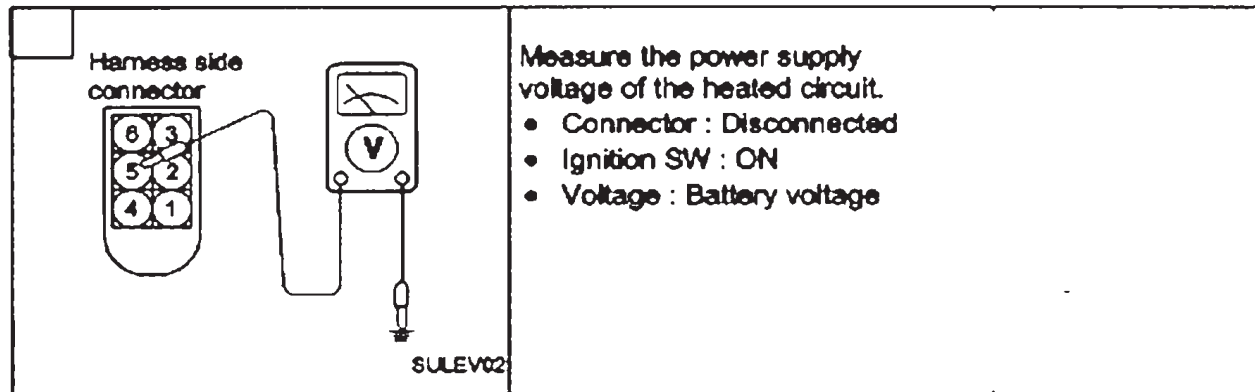 Harness side
connector
6 3
5 2
4 1
V
SULEV02
Measure the power supply
voltage of the heated circuit.
• Connector : Disconnected
• Ignition SW : ON
• Voltage : Battery voltage